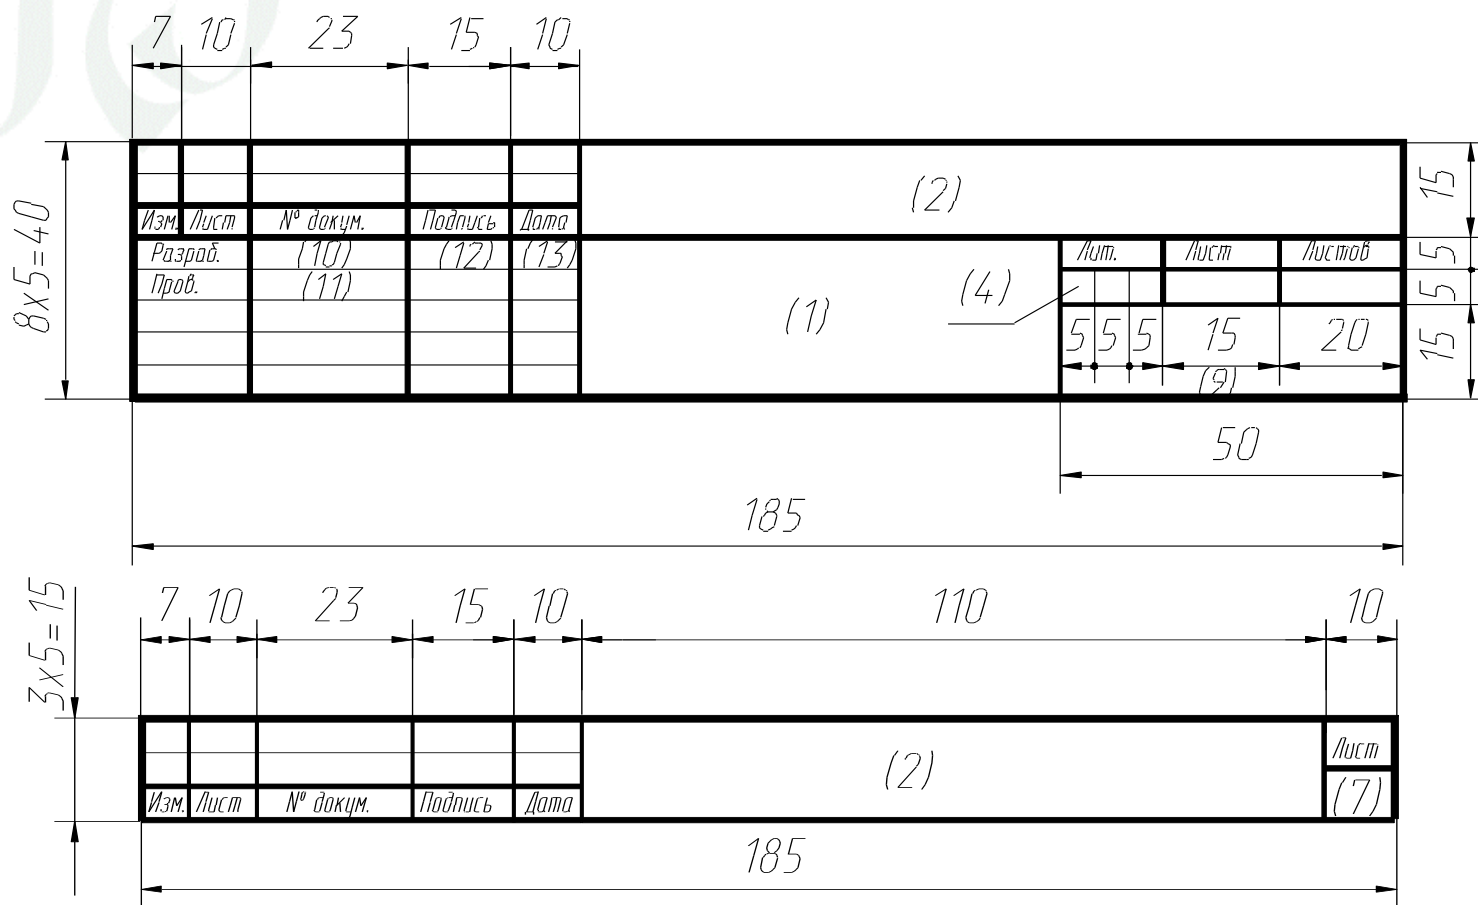 7 10 23 15 10
8x5=40
(2)
15
Изм. Лист № докум. Подпись Дата
Разраб. (10) (12) (13)
Лит. Лист Листов
5
Пров. (11)
(4)
5
(1)
5 5 5 15 20
15
(9)
50
185
3x5=15
7 10 23 15 10 110 10
(2)
Лист
Изм. Лист № докум. Подпись Дата
(7)
185